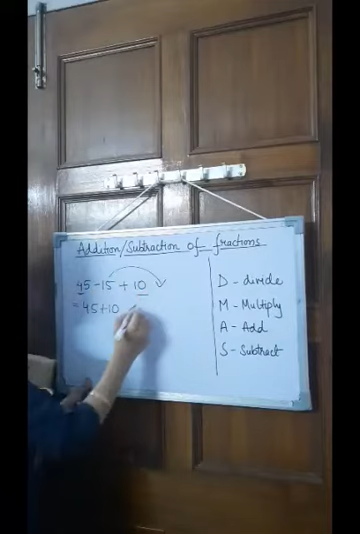 Addition/Subtraction of fractions
45 - 15 + 10
= 45 + 10
D - divide
M - Multiply
A - Add
S - Subtract